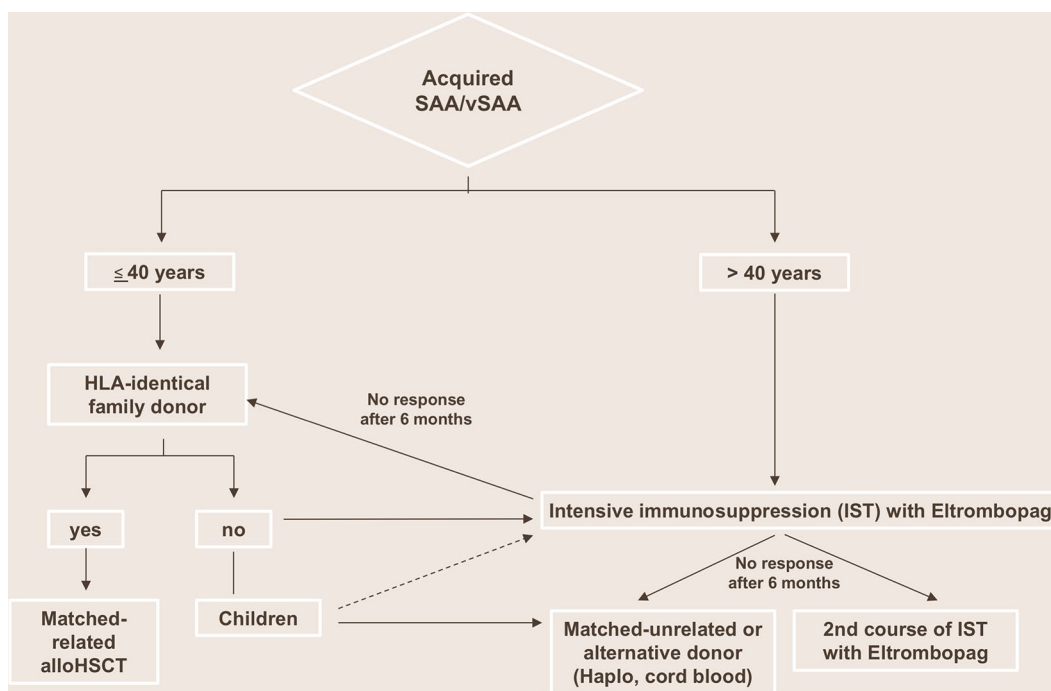 Acquired
SAA/vSAA
≤ 40 years
> 40 years
HLA-identical
family donor
No response
after 6 months
yes
no
Intensive immunosuppression (IST) with Eltrombopag
No response
after 6 months
Matched-
related
alloHSCT
Children
Matched-unrelated or
alternative donor
(Haplo, cord blood)
2nd course of IST
with Eltrombopag